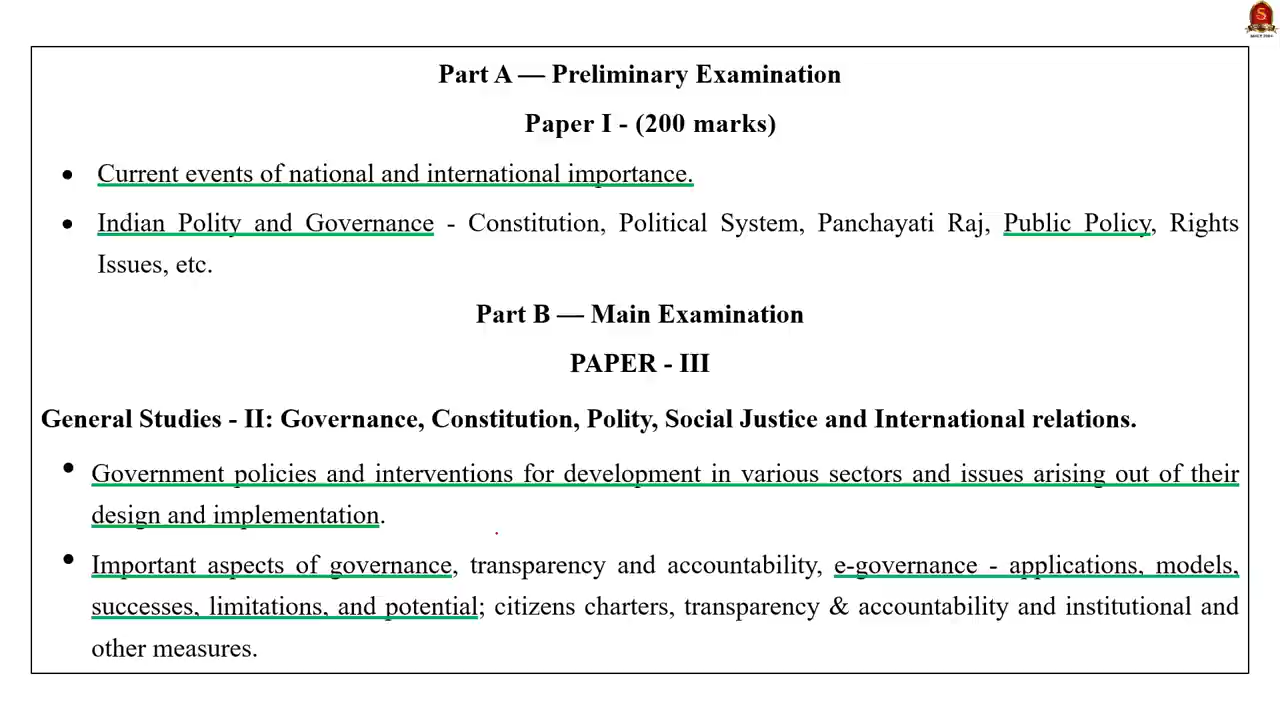 Part A — Preliminary Examination
Paper I - (200 marks)
• Current events of national and international importance.
• Indian Polity and Governance - Constitution, Political System, Panchayati Raj, Public Policy, Rights
Issues, etc.
Part B — Main Examination
PAPER - III
General Studies - II: Governance, Constitution, Polity, Social Justice and International relations.
• Government policies and interventions for development in various sectors and issues arising out of their
design and implementation.
• Important aspects of governance, transparency and accountability, e-governance - applications, models,
successes, limitations, and potential; citizens charters, transparency & accountability and institutional and
other measures.